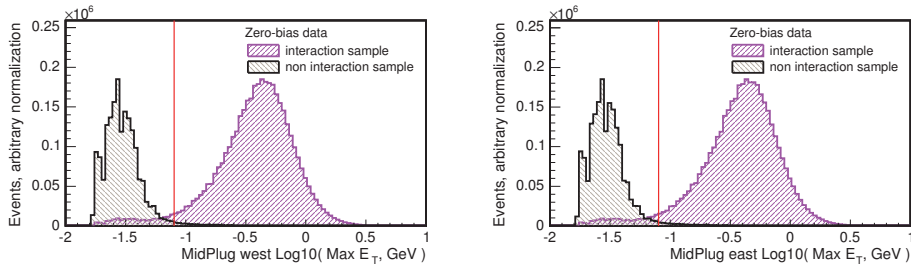 ×10⁶
0.25
0.2
0.15
0.1
0.05
0
Events, arbitrary normalization
Zero-bias data
interaction sample
non interaction sample
-2 -1.5 -1 -0.5 0 0.5 1
MidPlug west Log10( Max E_T, GeV )
×10⁶
0.25
0.2
0.15
0.1
0.05
0
Events, arbitrary normalization
Zero-bias data
interaction sample
non interaction sample
-2 -1.5 -1 -0.5 0 0.5 1
MidPlug east Log10( Max E_T, GeV )